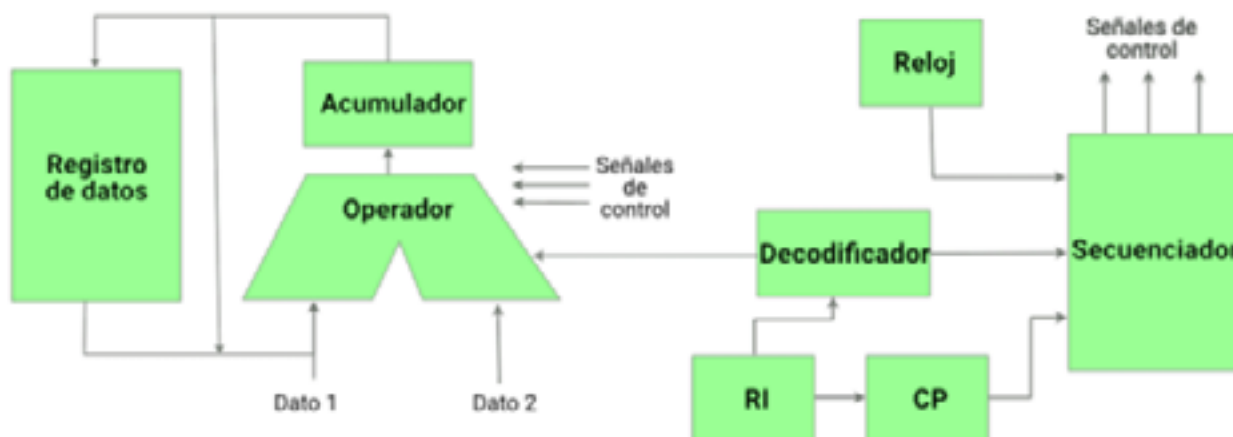 Señales de
control
Reloj
Acumulador
Registro
de datos
Señales
de
control
Operador
Decodificador
Secuenciador
RI
CP
Dato 1
Dato 2